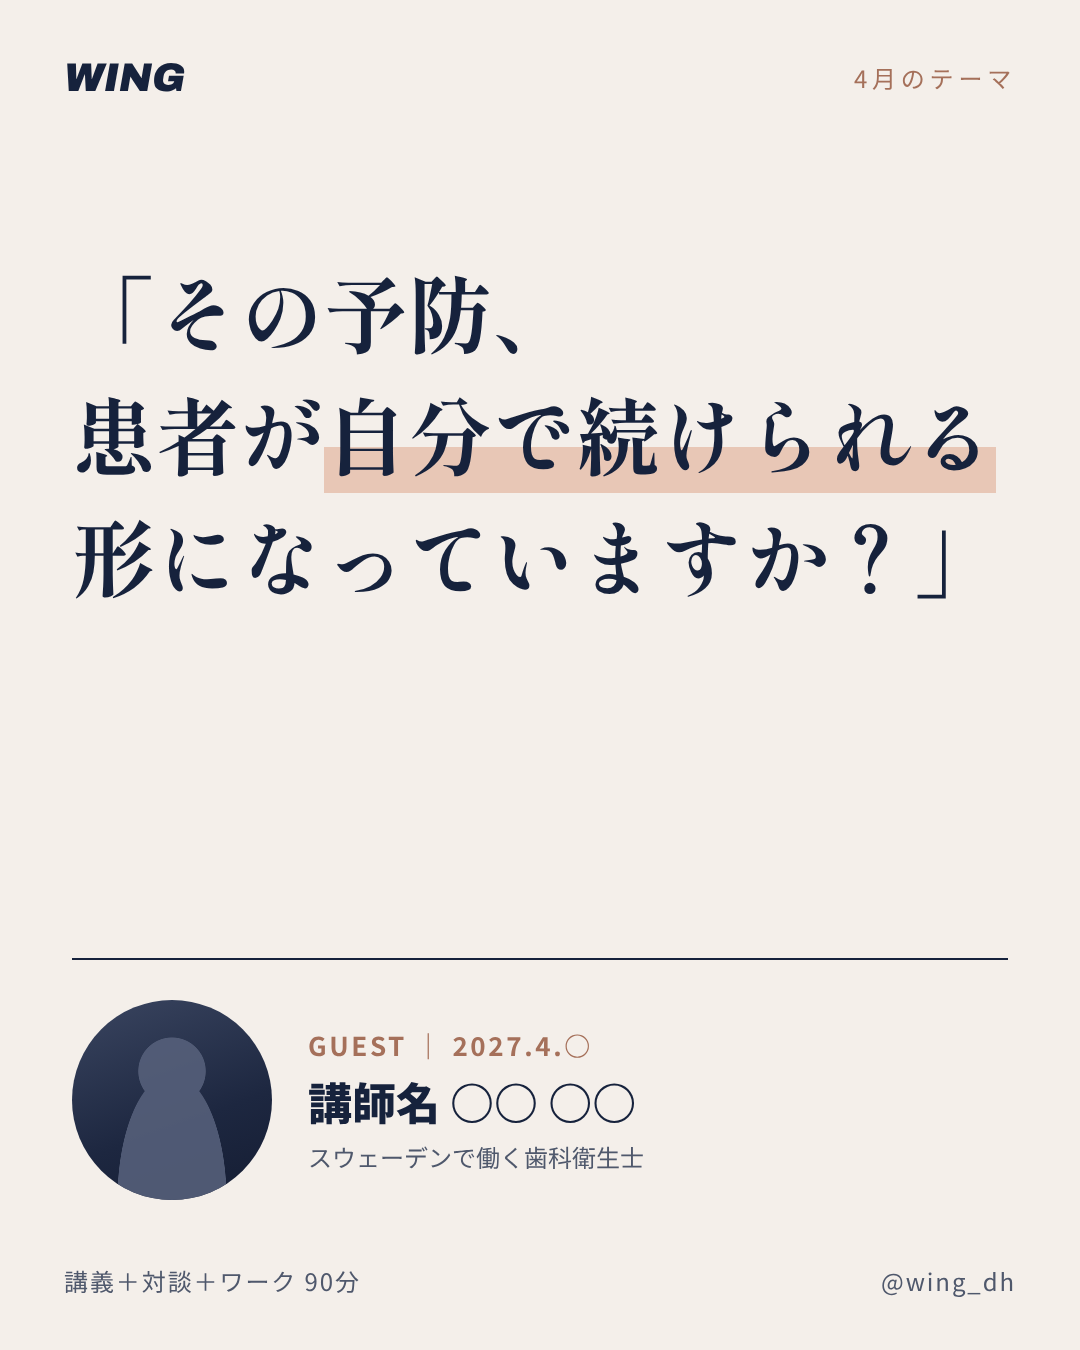 WING
4月のテーマ
「その予防、
患者が自分で続けられる
形になっていますか？」
GUEST ｜ 2027.4.〇
講師名 〇〇 〇〇
スウェーデンで働く歯科衛生士
講義＋対談＋ワーク 90分
@wing_dh